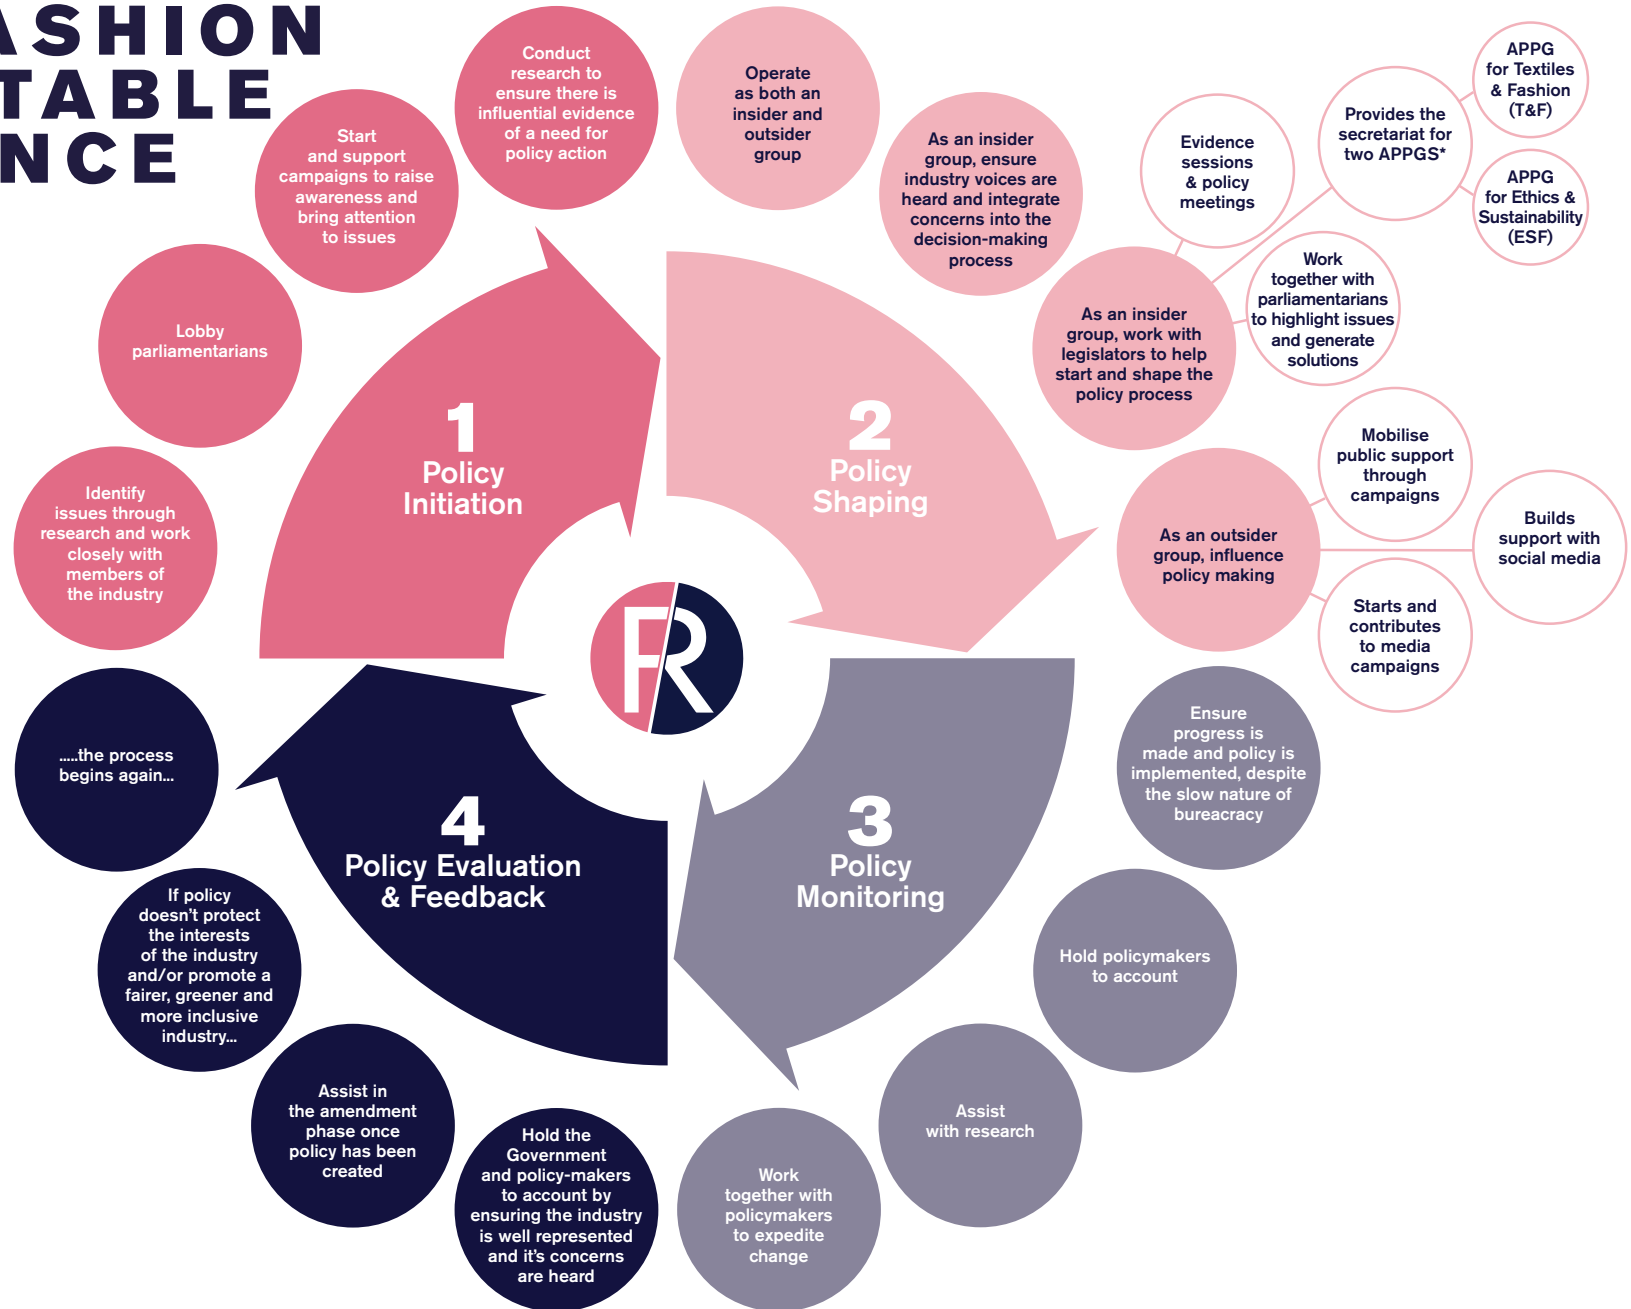 ASHION
TABLE
NCE
Conduct
research to
ensure there is
influential evidence
of a need for
policy action
Start
and support
campaigns to raise
awareness and
bring attention
to issues
Lobby
parliamentarians
Identify
issues through
research and work
closely with
members of
the industry
1
Policy
Initiation
Operate
as both an
insider and
outsider
group
As an insider
group, ensure
industry voices are
heard and integrate
concerns into the
decision-making
process
As an insider
group, work with
legislators to help
start and shape the
policy process
Evidence
sessions
& policy
meetings
Provides the
secretariat for
two APPGS*
APPG
for Textiles
& Fashion
(T&F)
APPG
for Ethics &
Sustainability
(ESF)
Work
together with
parliamentarians
to highlight issues
and generate
solutions
As an outsider
group, influence
policy making
Mobilise
public support
through
campaigns
Builds
support with
social media
Starts and
contributes
to media
campaigns
2
Policy
Shaping
FR
3
Policy
Monitoring
Ensure
progress is
made and policy is
implemented, despite
the slow nature of
bureacracy
Hold policymakers
to account
Assist
with research
Work
together with
policymakers
to expedite
change
4
Policy Evaluation
& Feedback
Hold the
Government
and policy-makers
to account by
ensuring the industry
is well represented
and it's concerns
are heard
Assist in
the amendment
phase once
policy has been
created
If policy
doesn't protect
the interests
of the industry
and/or promote a
fairer, greener and
more inclusive
industry...
.....the process
begins again...